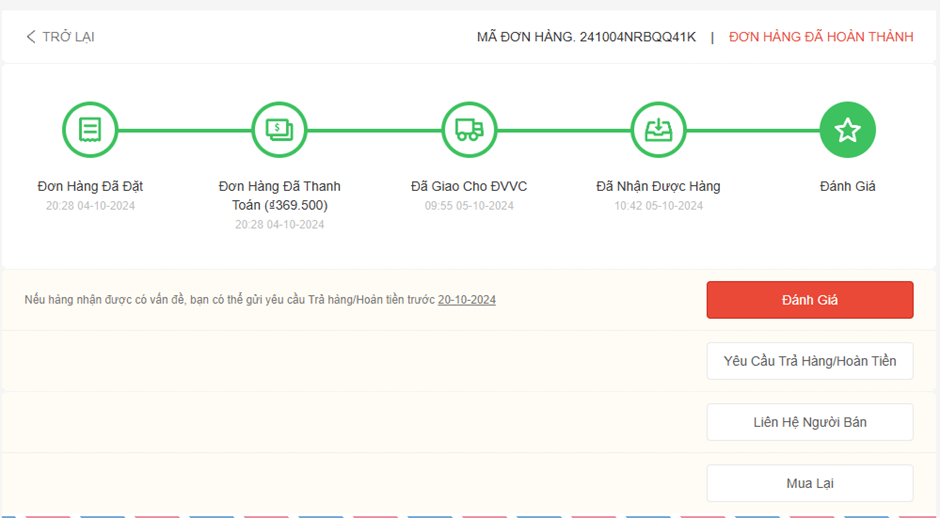 TRỞ LẠI
MÃ ĐƠN HÀNG. 241004NRBQQ41K | ĐƠN HÀNG ĐÃ HOÀN THÀNH
$
Đơn Hàng Đã Đặt
20:28 04-10-2024
Đơn Hàng Đã Thanh
Toán (₫369.500)
20:28 04-10-2024
Đã Giao Cho ĐVVC
09:55 05-10-2024
Đã Nhận Được Hàng
10:42 05-10-2024
Đánh Giá
Nếu hàng nhận được có vấn đề, bạn có thể gửi yêu cầu Trả hàng/Hoàn tiền trước 20-10-2024
Đánh Giá
Yêu Cầu Trả Hàng/Hoàn Tiền
Liên Hệ Người Bán
Mua Lại